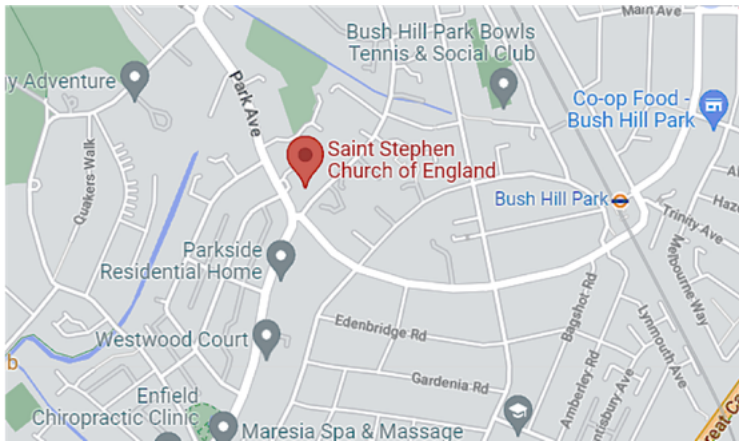 Main Ave
Bush Hill Park Bowls
Tennis & Social Club
Adventure
Park Ave
Co-op Food -
Bush Hill Park
Saint Stephen
Church of England
Quakers Walk
Bush Hill Park
Trinity Ave
Melbourne Way
Parkside
Residential Home
Bagshot Rd
Lynmouth Ave
Edenbridge Rd
Westwood Court
b
Gardenia Rd
Amberley Rd
Enfield
Chiropractic Clinic
Maresia Spa & Massage